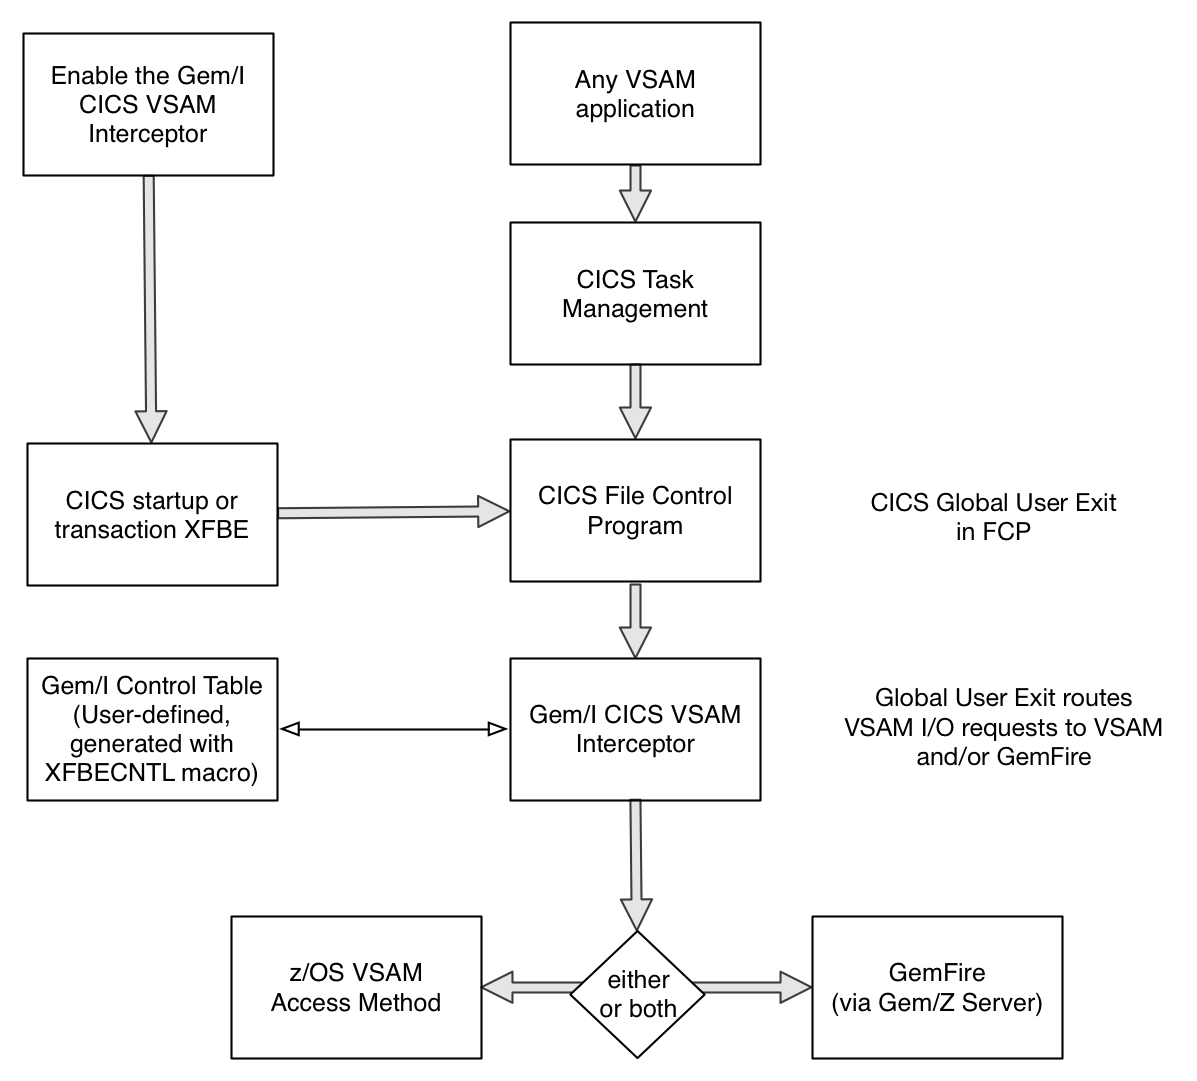 Enable the Gem/I
CICS VSAM
Interceptor
Any VSAM
application
CICS Task
Management
CICS startup or
transaction XFBE
CICS File Control
Program
CICS Global User Exit
in FCP
Gem/I Control Table
(User-defined,
generated with
XFBECNTL macro)
Gem/I CICS VSAM
Interceptor
Global User Exit routes
VSAM I/O requests to VSAM
and/or GemFire
z/OS VSAM
Access Method
either
or both
GemFire
(via Gem/Z Server)